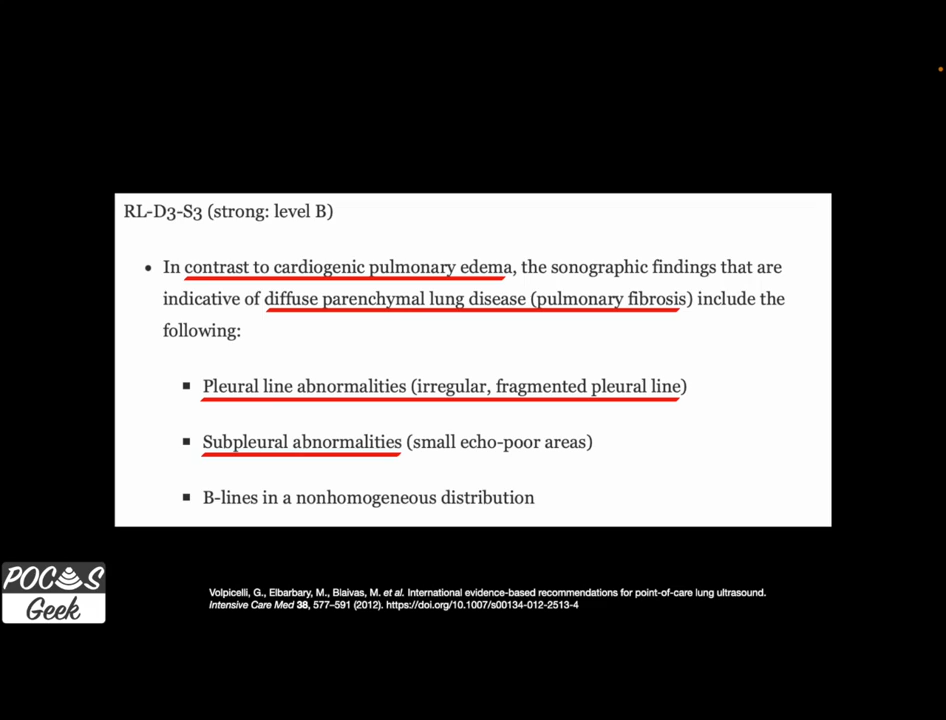 RL-D3-S3 (strong: level B)
• In contrast to cardiogenic pulmonary edema, the sonographic findings that are
indicative of diffuse parenchymal lung disease (pulmonary fibrosis) include the
following:
▪ Pleural line abnormalities (irregular, fragmented pleural line)
▪ Subpleural abnormalities (small echo-poor areas)
▪ B-lines in a nonhomogeneous distribution
POCUS
Geek
Volpicelli, G., Elbarbary, M., Blaivas, M. et al. International evidence-based recommendations for point-of-care lung ultrasound.
Intensive Care Med 38, 577–591 (2012). https://doi.org/10.1007/s00134-012-2513-4